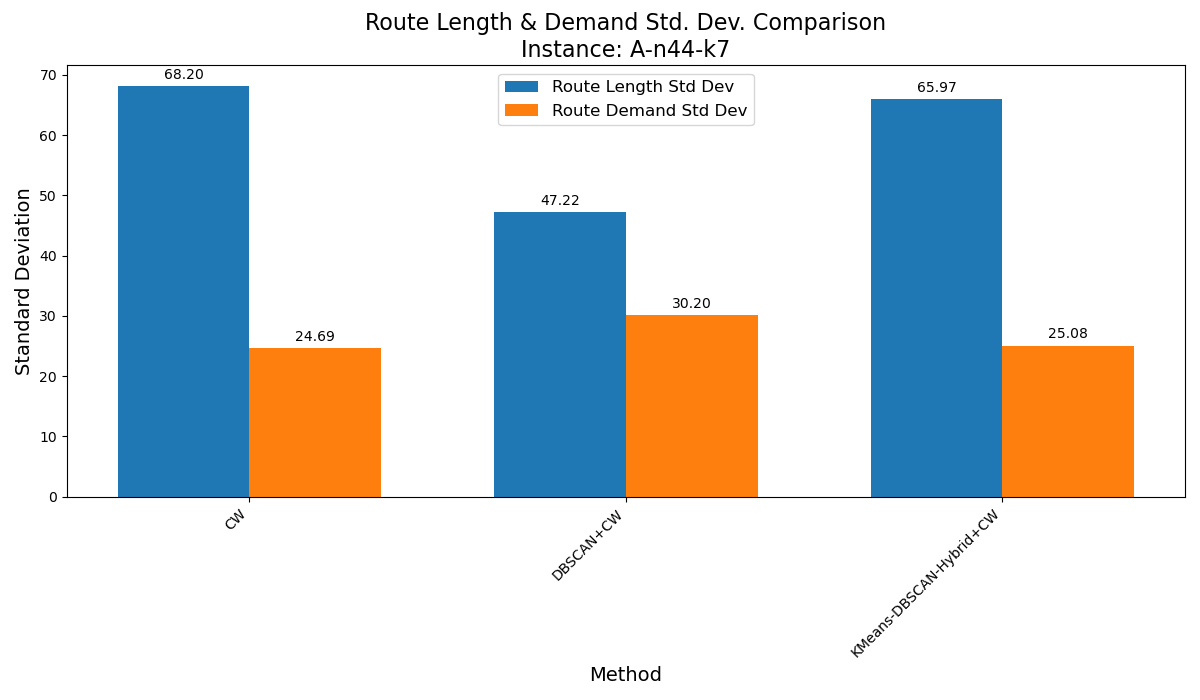 Route Length & Demand Std. Dev. Comparison
Instance: A-n44-k7
Route Length Std Dev
Route Demand Std Dev
Standard Deviation
70
60
50
40
30
20
10
0
68.20
24.69
47.22
30.20
65.97
25.08
CW
DBSCAN+CW
KMeans-DBSCAN-Hybrid+CW
Method